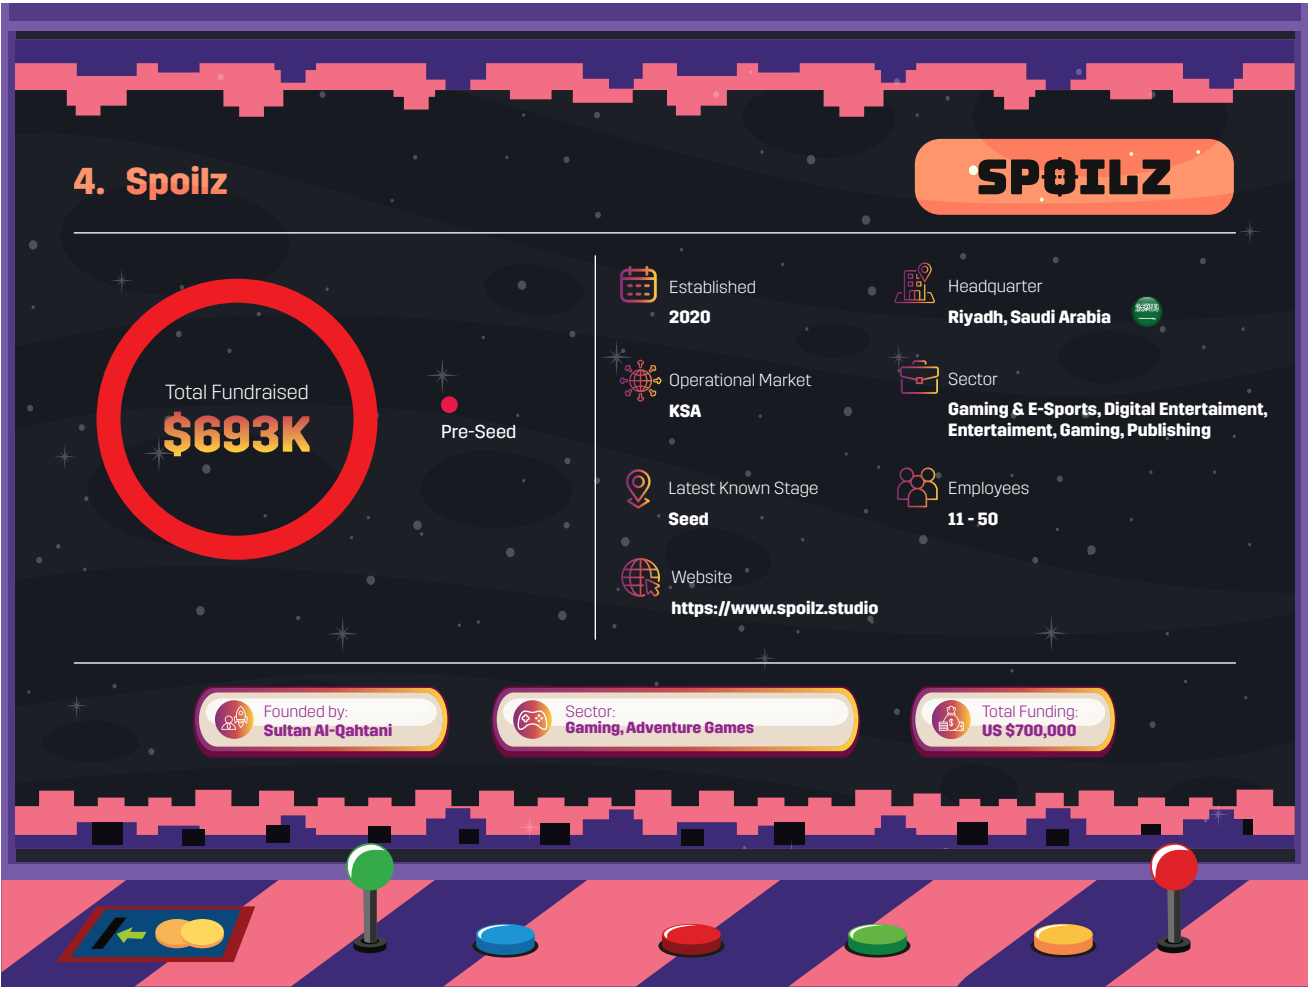 4. Spoilz
SPOILZ
Total Fundraised
$693K
Pre-Seed
Established
2020
Headquarter
Riyadh, Saudi Arabia
Operational Market
KSA
Sector
Gaming & E-Sports, Digital Entertaiment,
Entertaiment, Gaming, Publishing
Latest Known Stage
Seed
Employees
11 - 50
Website
https://www.spoilz.studio
Founded by:
Sultan Al-Qahtani
Sector:
Gaming, Adventure Games
Total Funding:
US $700,000